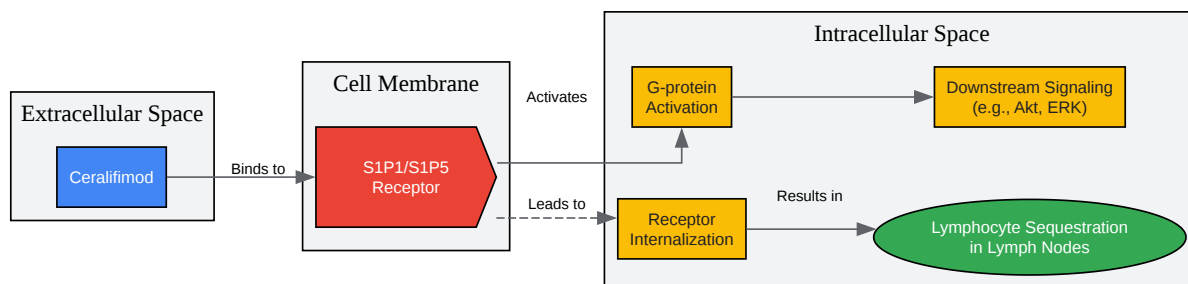 Extracellular Space
Ceralifimod
Binds to
Cell Membrane
S1P1/S1P5
Receptor
Activates
Leads to
Intracellular Space
G-protein
Activation
Downstream Signaling
(e.g., Akt, ERK)
Receptor
Internalization
Results in
Lymphocyte Sequestration
in Lymph Nodes